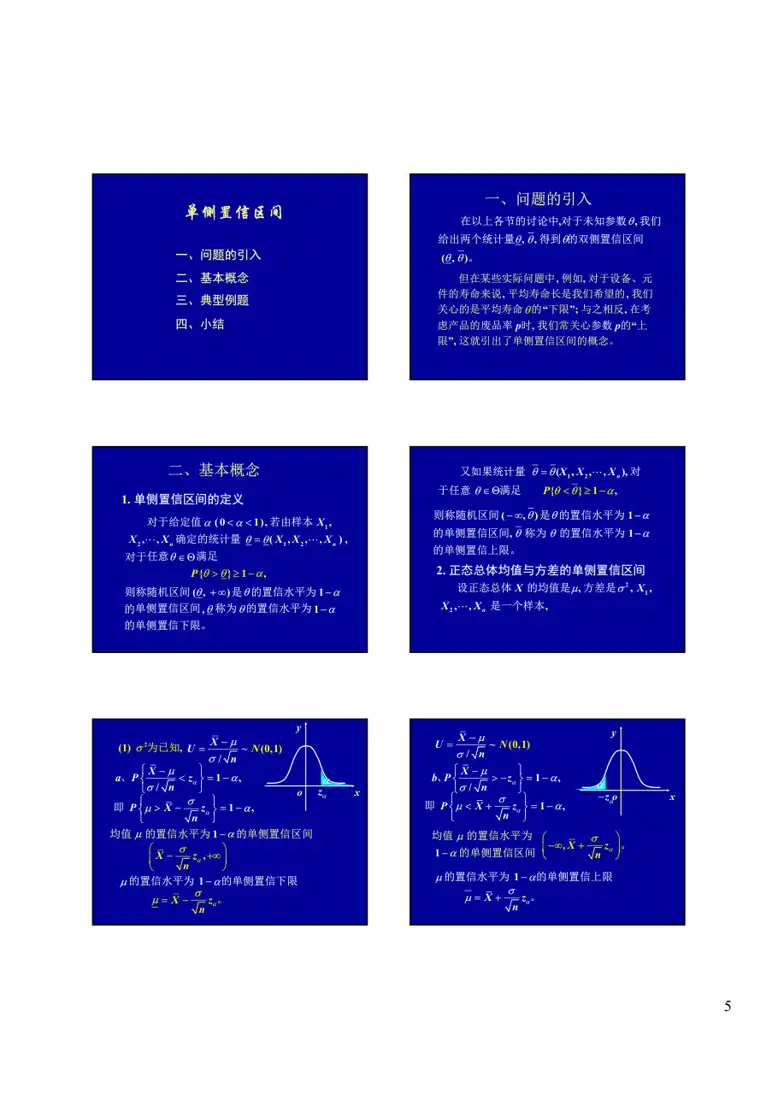 单侧置信区间
一、问题的引入
二、基本概念
三、典型例题
四、小结
一、问题的引入
在以上各节的讨论中,对于未知参数θ, 我们
给出两个统计量θ̲, θ̄, 得到θ的双侧置信区间
(θ̲, θ̄)。
但在某些实际问题中, 例如, 对于设备、元
件的寿命来说, 平均寿命长是我们希望的, 我们
关心的是平均寿命 θ的“下限”; 与之相反, 在考
虑产品的废品率 p时, 我们常关心参数 p的“上
限”, 这就引出了单侧置信区间的概念。
二、基本概念
1. 单侧置信区间的定义
对于给定值 α (0<α<1), 若由样本 X₁,
X₂,⋯, Xₙ 确定的统计量 θ̲ = θ̲(X₁,X₂,⋯,Xₙ),
对于任意θ∈Θ满足
P{θ > θ̲} ≥ 1−α,
则称随机区间 (θ̲, +∞) 是θ的置信水平为 1−α
的单侧置信区间, θ̲ 称为θ的置信水平为1−α
的单侧置信下限。
又如果统计量 θ̄ = θ̄(X₁,X₂,⋯,Xₙ), 对
于任意 θ∈Θ满足 P{θ < θ̄} ≥ 1−α,
则称随机区间 (−∞, θ̄) 是θ的置信水平为 1−α
的单侧置信区间, θ̄ 称为 θ 的置信水平为 1−α
的单侧置信上限。
2. 正态总体均值与方差的单侧置信区间
设正态总体 X 的均值是μ, 方差是σ², X₁,
X₂,⋯, Xₙ 是一个样本,
(1) σ²为已知, U = (X̄−μ)/(σ/√n) ~ N(0,1)
a、P{(X̄−μ)/(σ/√n) < z_α} = 1−α,
即 P{μ > X̄ − (σ/√n) z_α} = 1−α,
均值 μ 的置信水平为1−α的单侧置信区间
(X̄ − (σ/√n) z_α, +∞)
μ的置信水平为 1−α的单侧置信下限
μ̲ = X̄ − (σ/√n) z_α。
y
α
o z_α x
U = (X̄−μ)/(σ/√n) ~ N(0,1)
b、P{(X̄−μ)/(σ/√n) > −z_α} = 1−α,
即 P{μ < X̄ + (σ/√n) z_α} = 1−α,
均值 μ 的置信水平为
1−α 的单侧置信区间 (−∞, X̄ + (σ/√n) z_α)。
μ的置信水平为 1−α的单侧置信上限
μ̄ = X̄ + (σ/√n) z_α。
y
α
−z_α o x
5